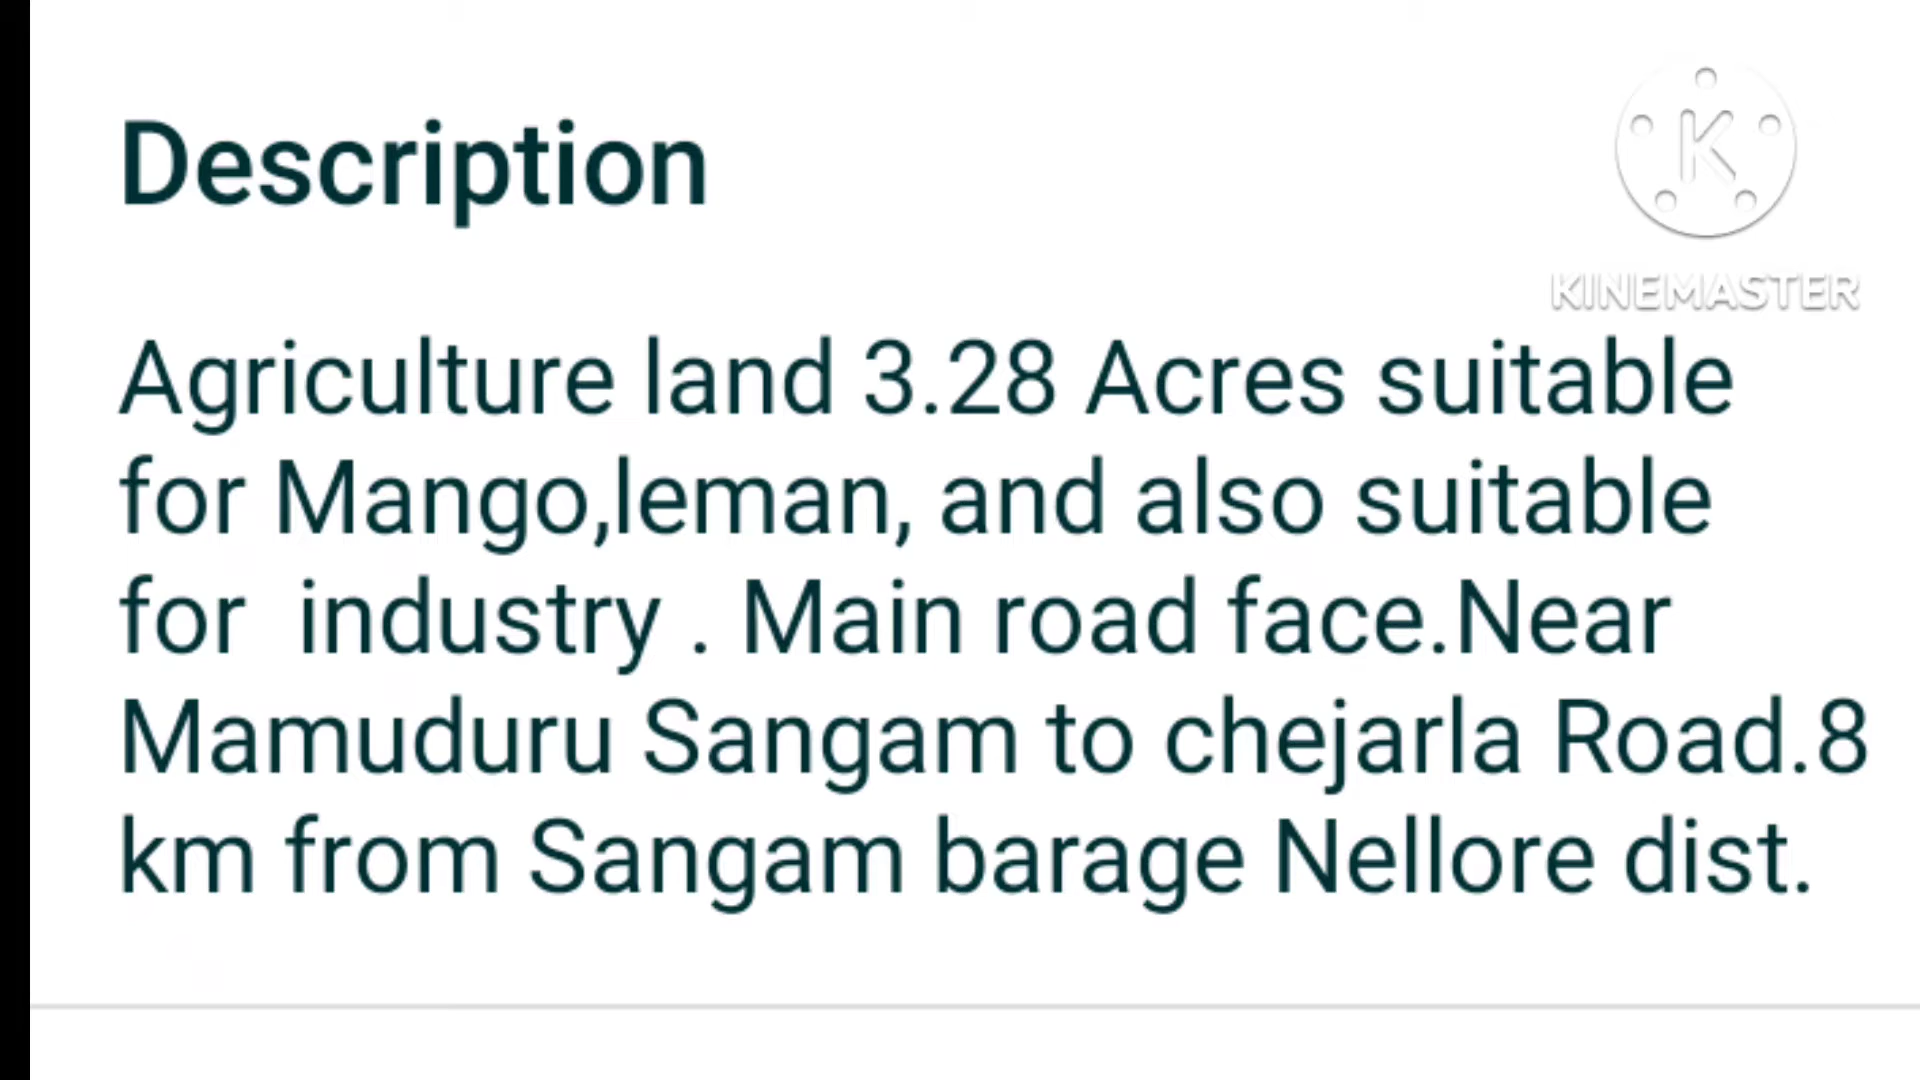 Description
K
KINEMASTER
Agriculture land 3.28 Acres suitable
for Mango,leman, and also suitable
for  industry . Main road face.Near
Mamuduru Sangam to chejarla Road.8
km from Sangam barage Nellore dist.